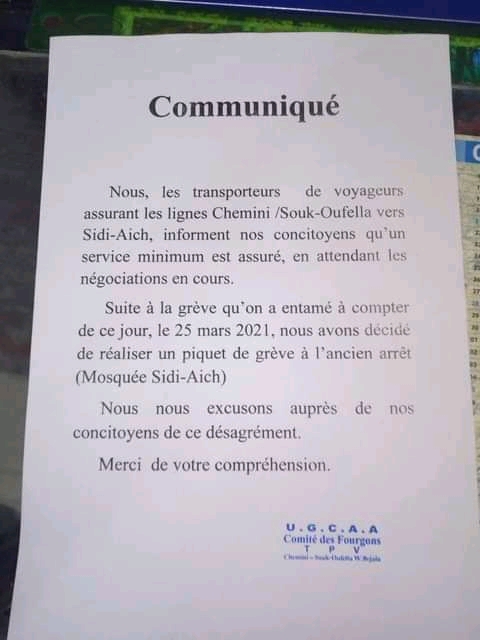 Communiqué
Nous, les transporteurs de voyageurs
assurant les lignes Chemini /Souk-Oufella vers
Sidi-Aich, informent nos concitoyens qu'un
service minimum est assuré, en attendant les
négociations en cours.
Suite à la grève qu'on a entamé à compter
de ce jour, le 25 mars 2021, nous avons décidé
de réaliser un piquet de grève à l'ancien arrêt
(Mosquée Sidi-Aich)
Nous nous excusons auprès de nos
concitoyens de ce désagrément.
Merci de votre compréhension.
U.G.C.A.A
Comité des Fourgons
T P V
Chemini – Souk-Oufella W.Bejaia